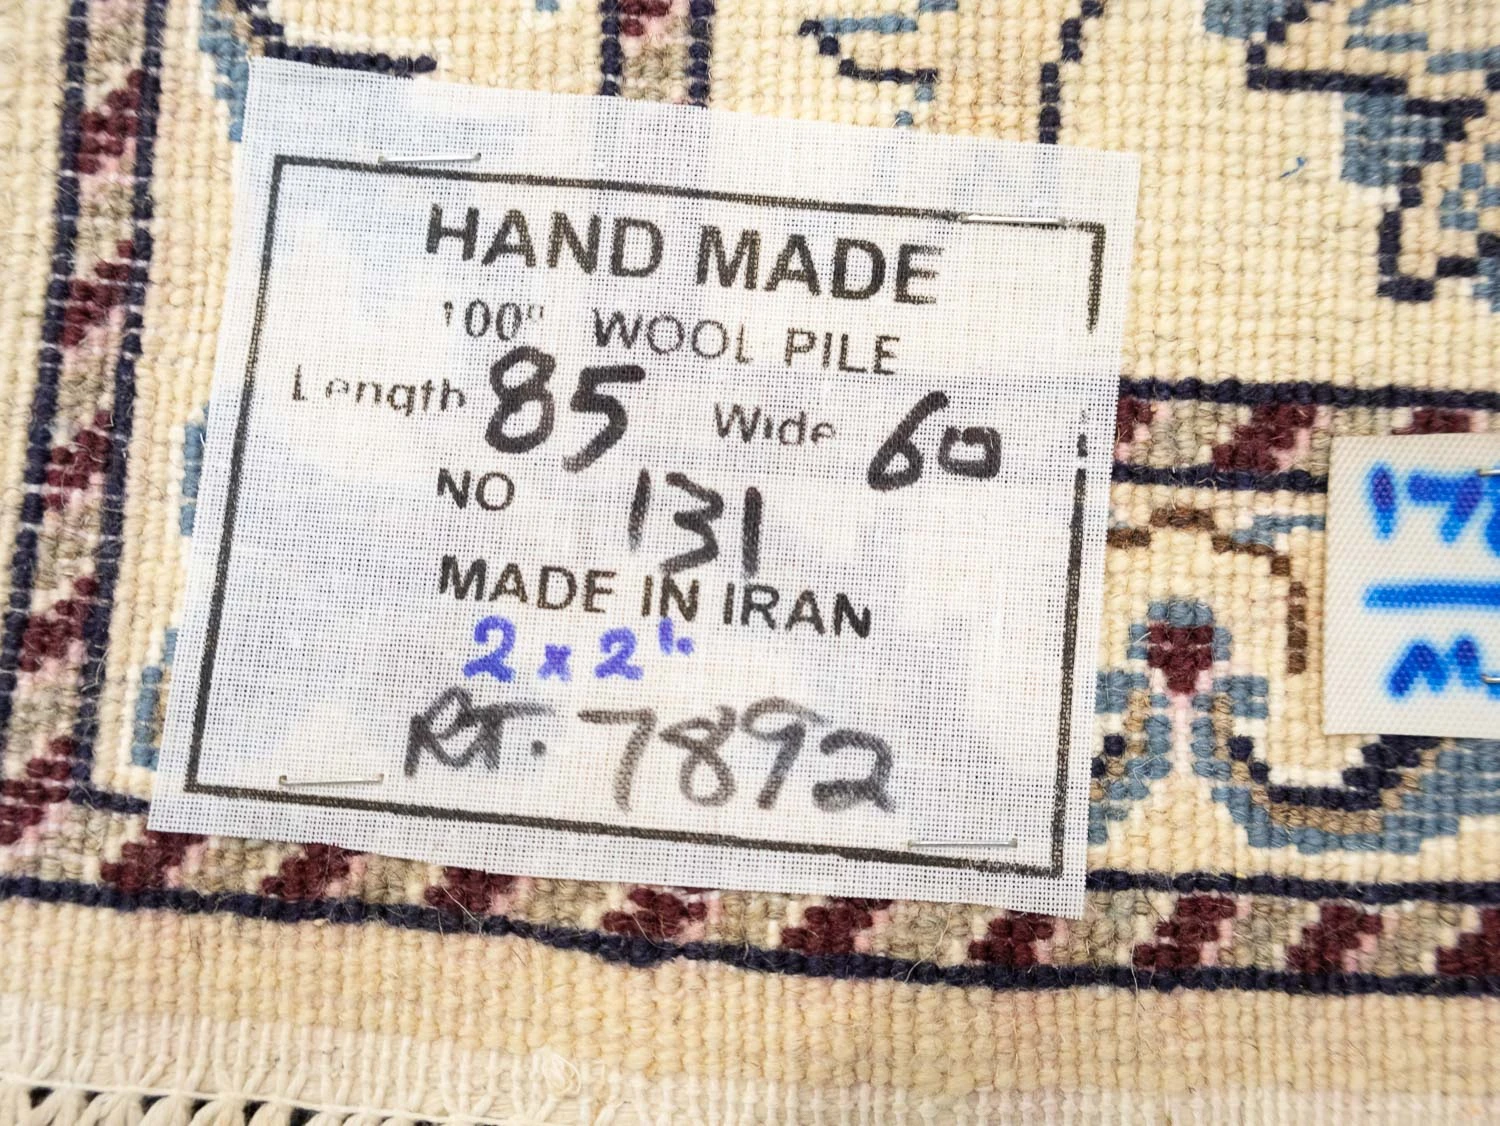 HAND MADE
100% WOOL PILE
Length 85 Wide 60
NO 131
MADE IN IRAN
2 x 2'
RT. 7892